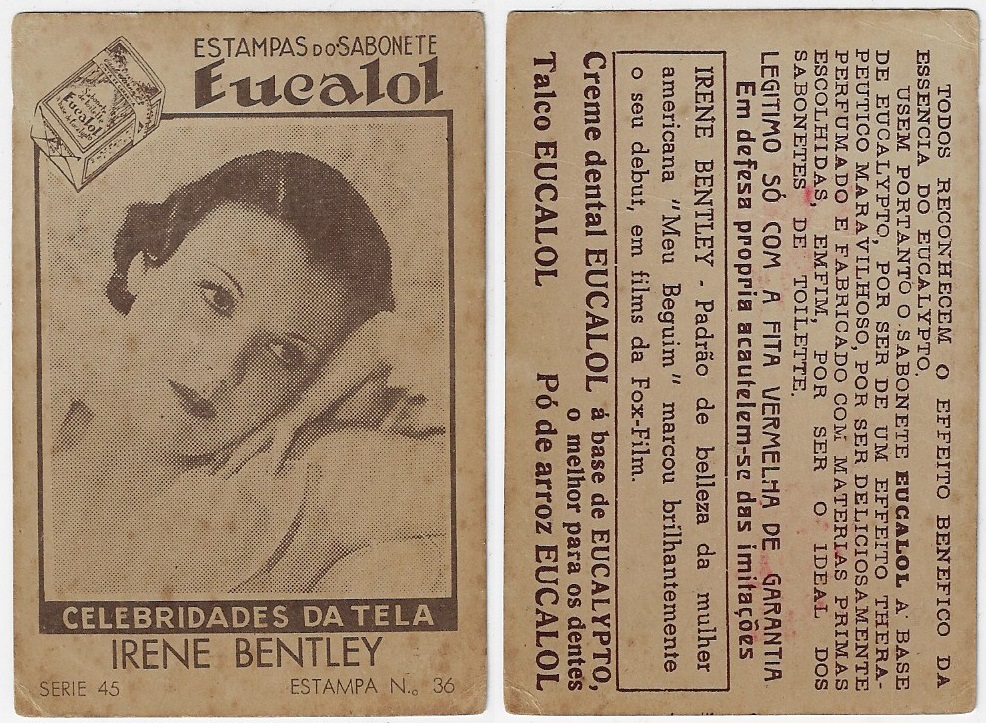 ESTAMPAS DO SABONETE
Eucalol
Sabonete
Eucalol
CELEBRIDADES DA TELA
IRENE BENTLEY
SERIE 45
ESTAMPA N.o 36
TODOS RECONHECEM O EFFEITO BENEFICO DA
ESSENCIA DO EUCALYPTO.
USEM PORTANTO O SABONETE EUCALOL A BASE
DE EUCALYPTO, POR SER DE UM EFFEITO THERA-
PEUTICO MARAVILHOSO, POR SER DELICIOSAMENTE
PERFUMADO E FABRICADO COM MATERIAS PRIMAS
ESCOLHIDAS, EMFIM, POR SER O IDEAL DOS
SABONETES DE TOILETTE.
LEGITIMO SÓ COM A FITA VERMELHA DE GARANTIA
Em defesa propria acautelem-se das imitações
IRENE BENTLEY - Padrão de belleza da mulher
americana "Meu Beguim" marcou brilhantemente
o seu debut, em films da Fox-Film.
Creme dental EUCALOL á base de EUCALYPTO,
o melhor para os dentes
Talco EUCALOL Pó de arroz EUCALOL